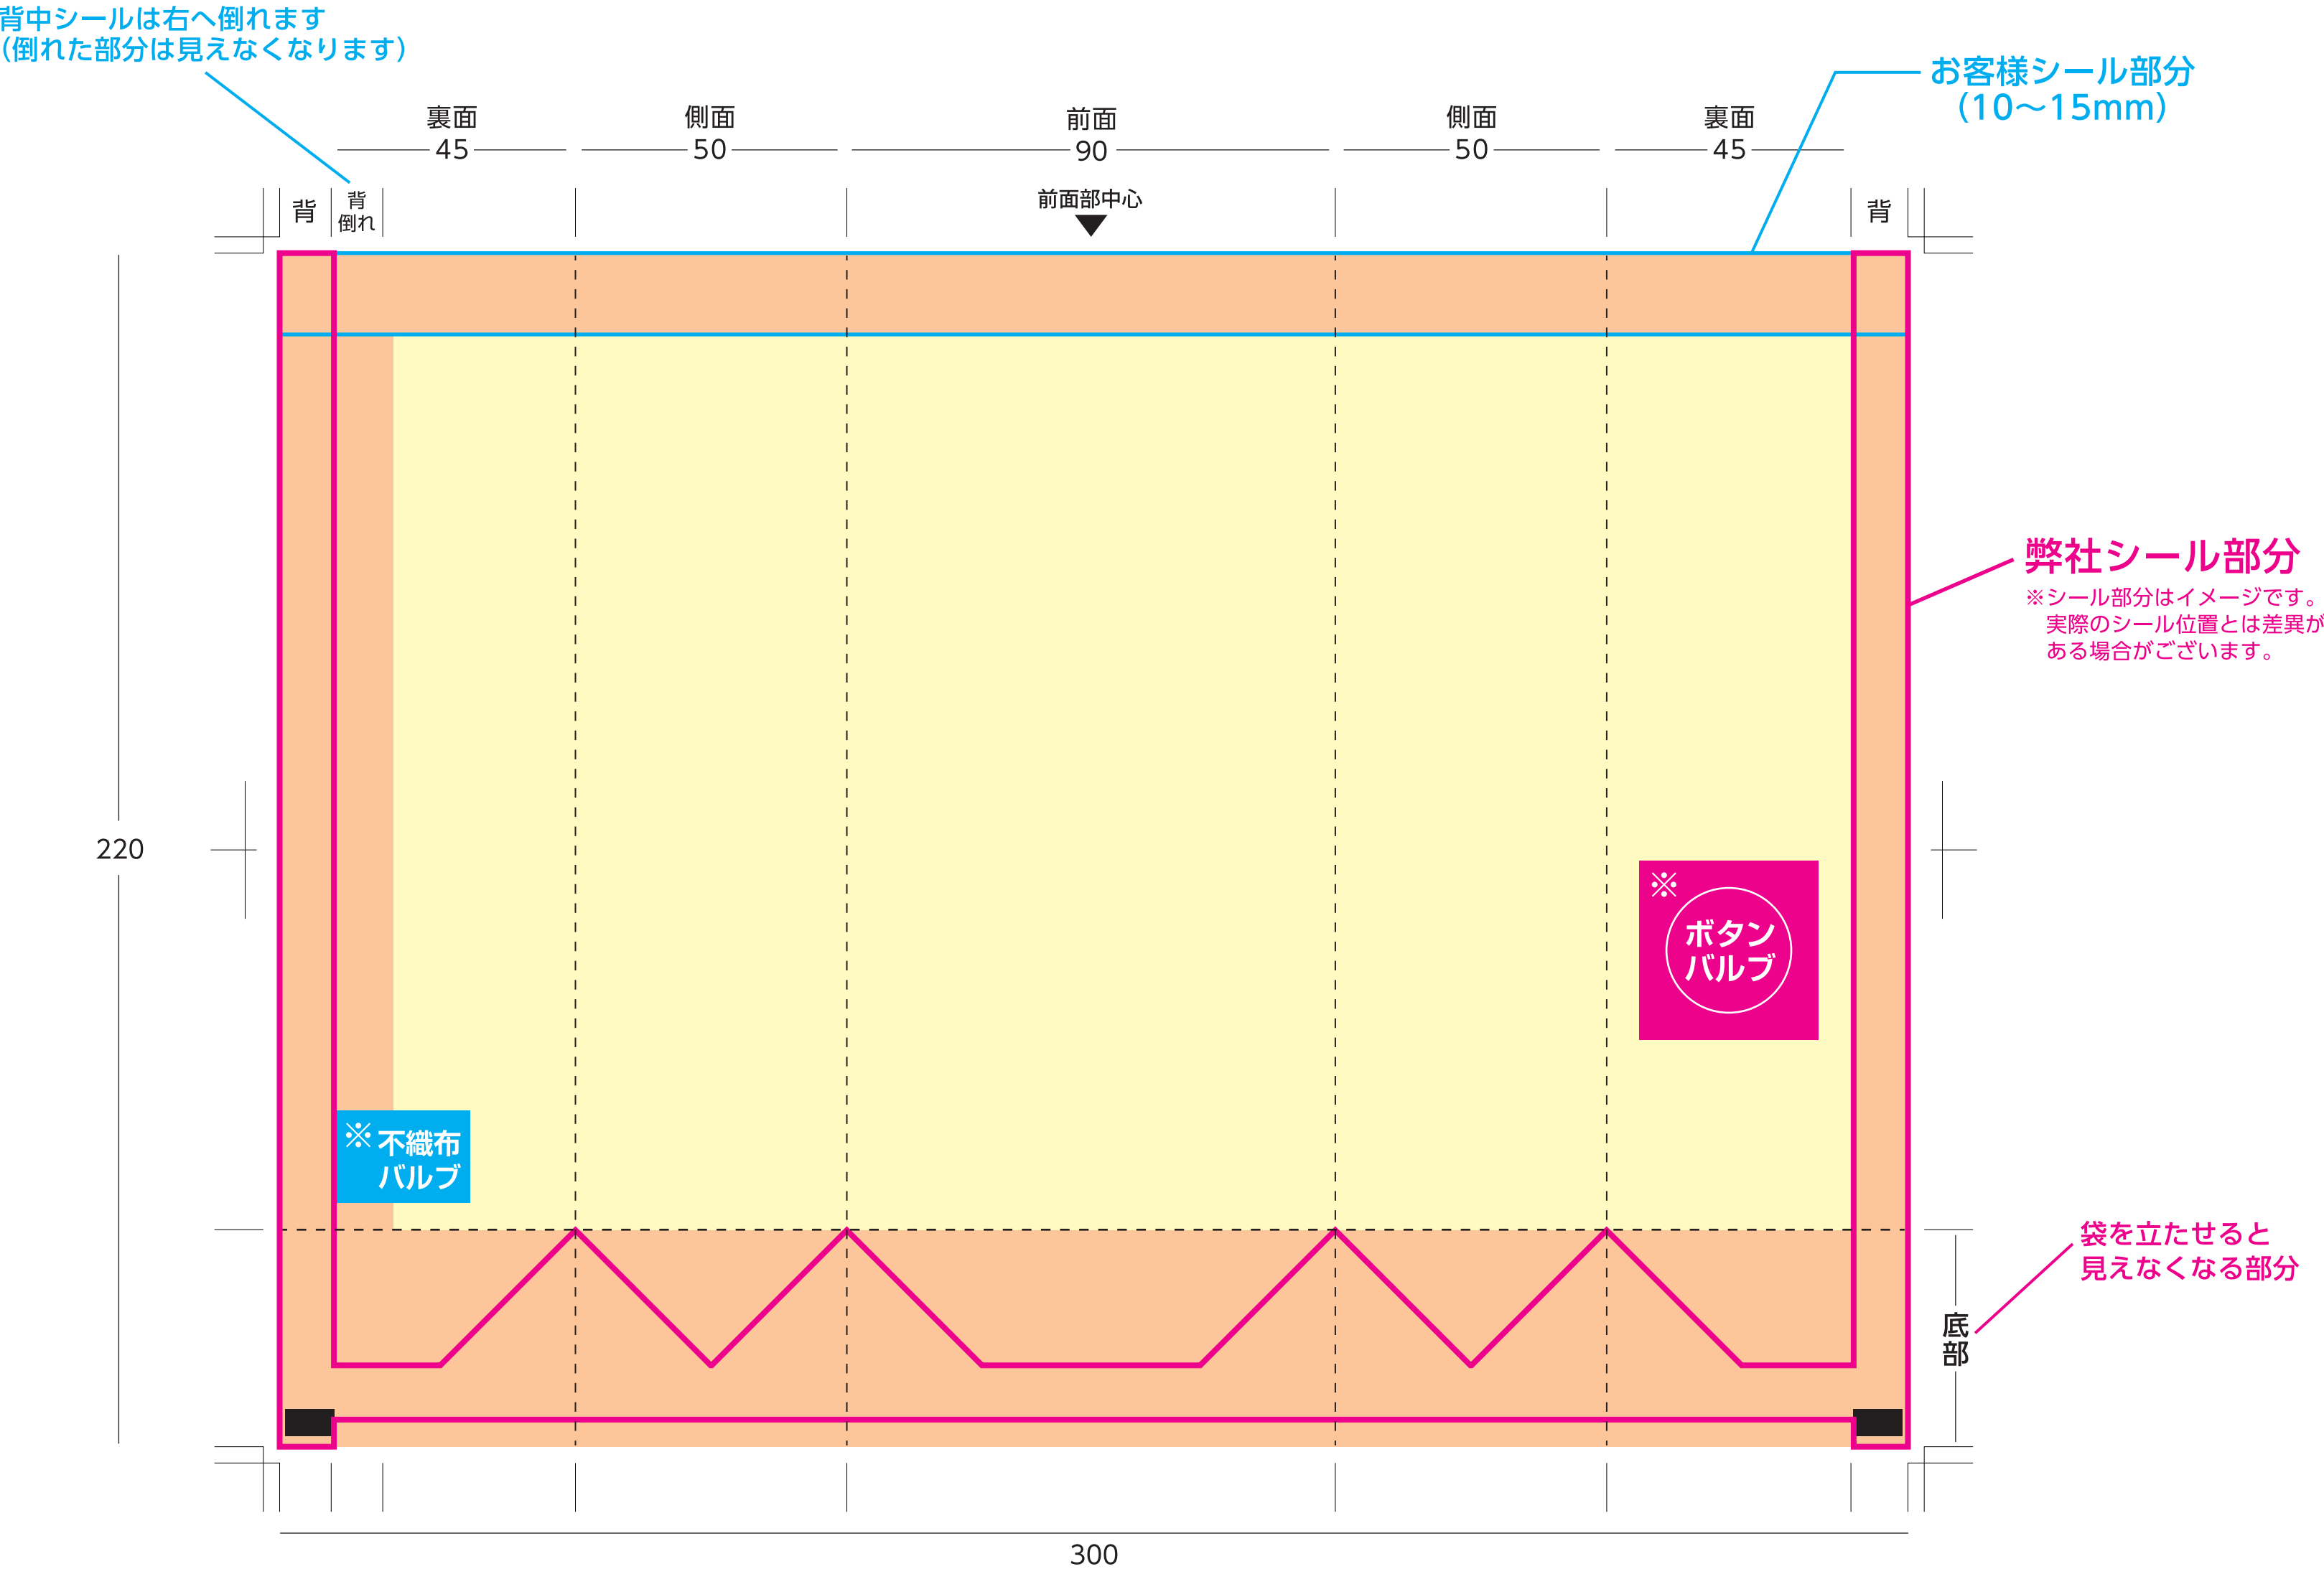 背中シールは右へ倒れます
（倒れた部分は見えなくなります）
お客様シール部分
（10〜15mm）
裏面
45
側面
50
前面
90
側面
50
裏面
45
背
背
倒れ
前面部中心
背
弊社シール部分
※シール部分はイメージです。
実際のシール位置とは差異が
ある場合がございます。
220
※
ボタン
バルブ
※不織布
バルブ
袋を立たせると
見えなくなる部分
底部
300